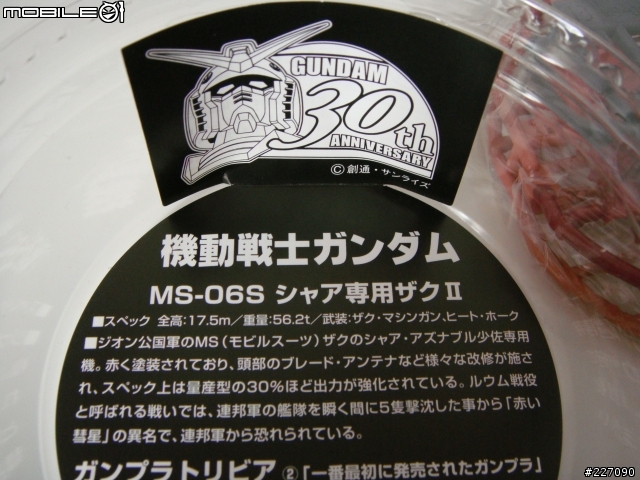 MOBILE01
GUNDAM
30th
ANNIVERSARY
©創通・サンライズ
機動戦士ガンダム
MS-06S シャア専用ザクⅡ
■スペック 全高:17.5m/重量:56.2t/武装:ザク・マシンガン、ヒート・ホーク
■ジオン公国軍のMS(モビルスーツ)ザクのシャア・アズナブル少佐専用
機。赤く塗装されており、頭部のブレード・アンテナなど様々な改修が施さ
れ、スペック上は量産型の30%ほど出力が強化されている。ルウム戦役
と呼ばれる戦いでは、連邦軍の艦隊を瞬く間に5隻撃沈した事から「赤い
彗星」の異名で、連邦軍から恐れられている。
ガンプラトリビア ② 「一番最初に発売されたガンプラ」
#227090